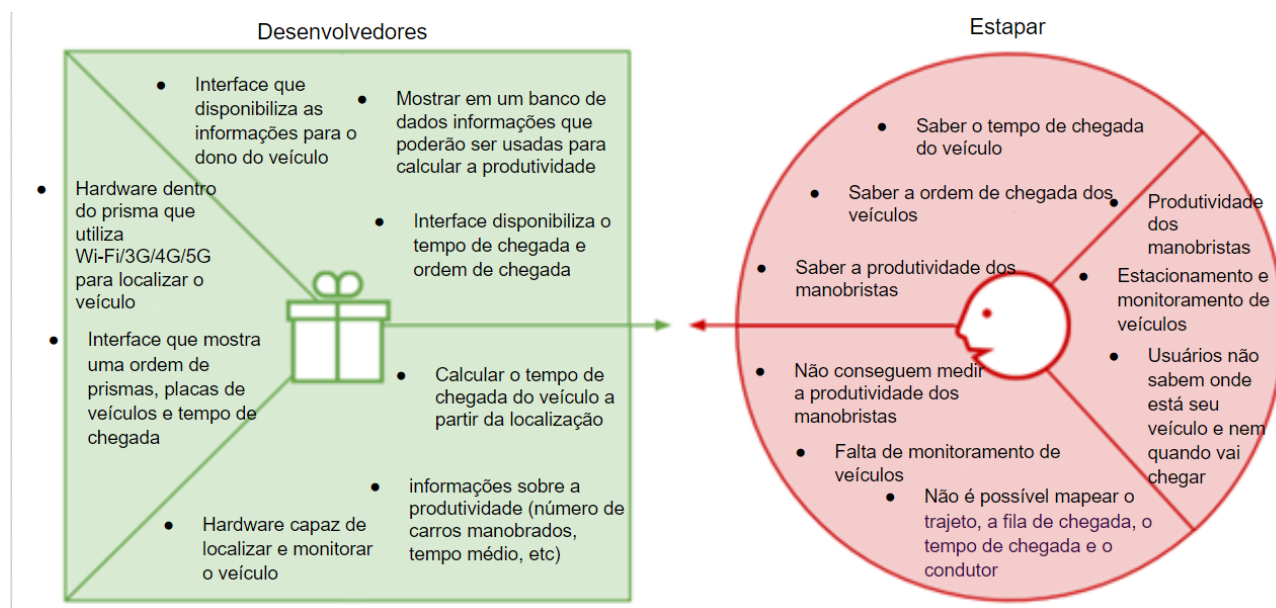 Desenvolvedores
● Interface que
disponibiliza as
informações para o
dono do veículo
● Mostrar em um banco de
dados informações que
poderão ser usadas para
calcular a produtividade
● Hardware dentro
do prisma que
utiliza
Wi-Fi/3G/4G/5G
para localizar o
veículo
● Interface disponibiliza o
tempo de chegada e
ordem de chegada
● Interface que mostra
uma ordem de
prismas, placas de
veículos e tempo de
chegada
● Calcular o tempo de
chegada do veículo a
partir da localização
● informações sobre a
produtividade (número de
carros manobrados,
tempo médio, etc)
● Hardware capaz de
localizar e monitorar
o veículo
Estapar
● Saber o tempo de chegada
do veículo
● Saber a ordem de chegada dos
veículos
● Saber a produtividade dos
manobristas
● Produtividade
dos
manobristas
● Estacionamento e
monitoramento de
veículos
● Usuários não
sabem onde
está seu
veículo e nem
quando vai
chegar
● Não conseguem medir
a produtividade dos
manobristas
● Falta de monitoramento de
veículos
● Não é possível mapear o
trajeto, a fila de chegada, o
tempo de chegada e o
condutor